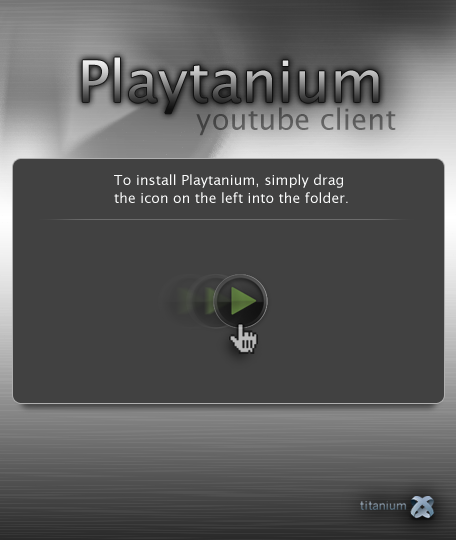 Playtanium
youtube client
To install Playtanium, simply drag
the icon on the left into the folder.
titanium